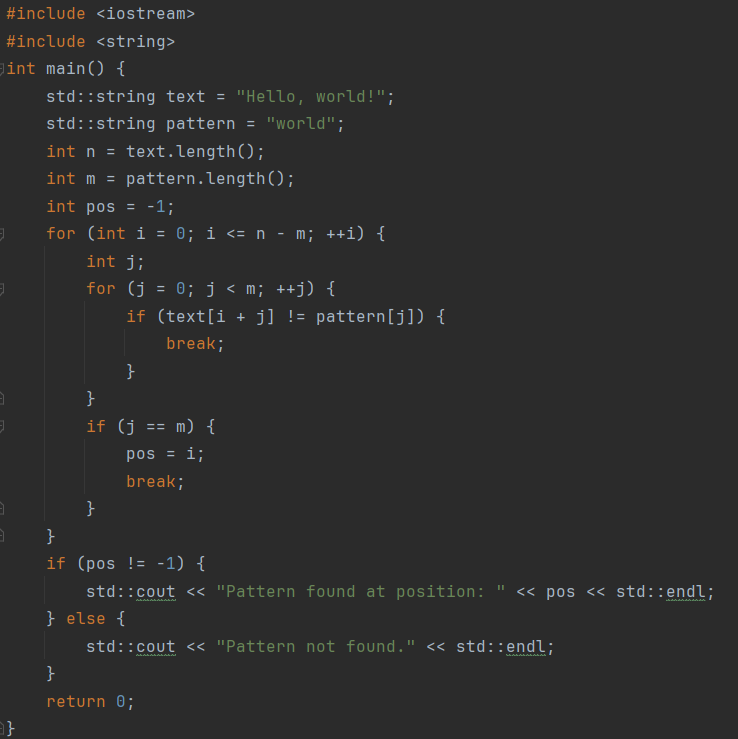 #include <iostream>
#include <string>
int main() {
    std::string text = "Hello, world!";
    std::string pattern = "world";
    int n = text.length();
    int m = pattern.length();
    int pos = -1;
    for (int i = 0; i <= n - m; ++i) {
        int j;
        for (j = 0; j < m; ++j) {
            if (text[i + j] != pattern[j]) {
                break;
            }
        }
        if (j == m) {
            pos = i;
            break;
        }
    }
    if (pos != -1) {
        std::cout << "Pattern found at position: " << pos << std::endl;
    } else {
        std::cout << "Pattern not found." << std::endl;
    }
    return 0;
}